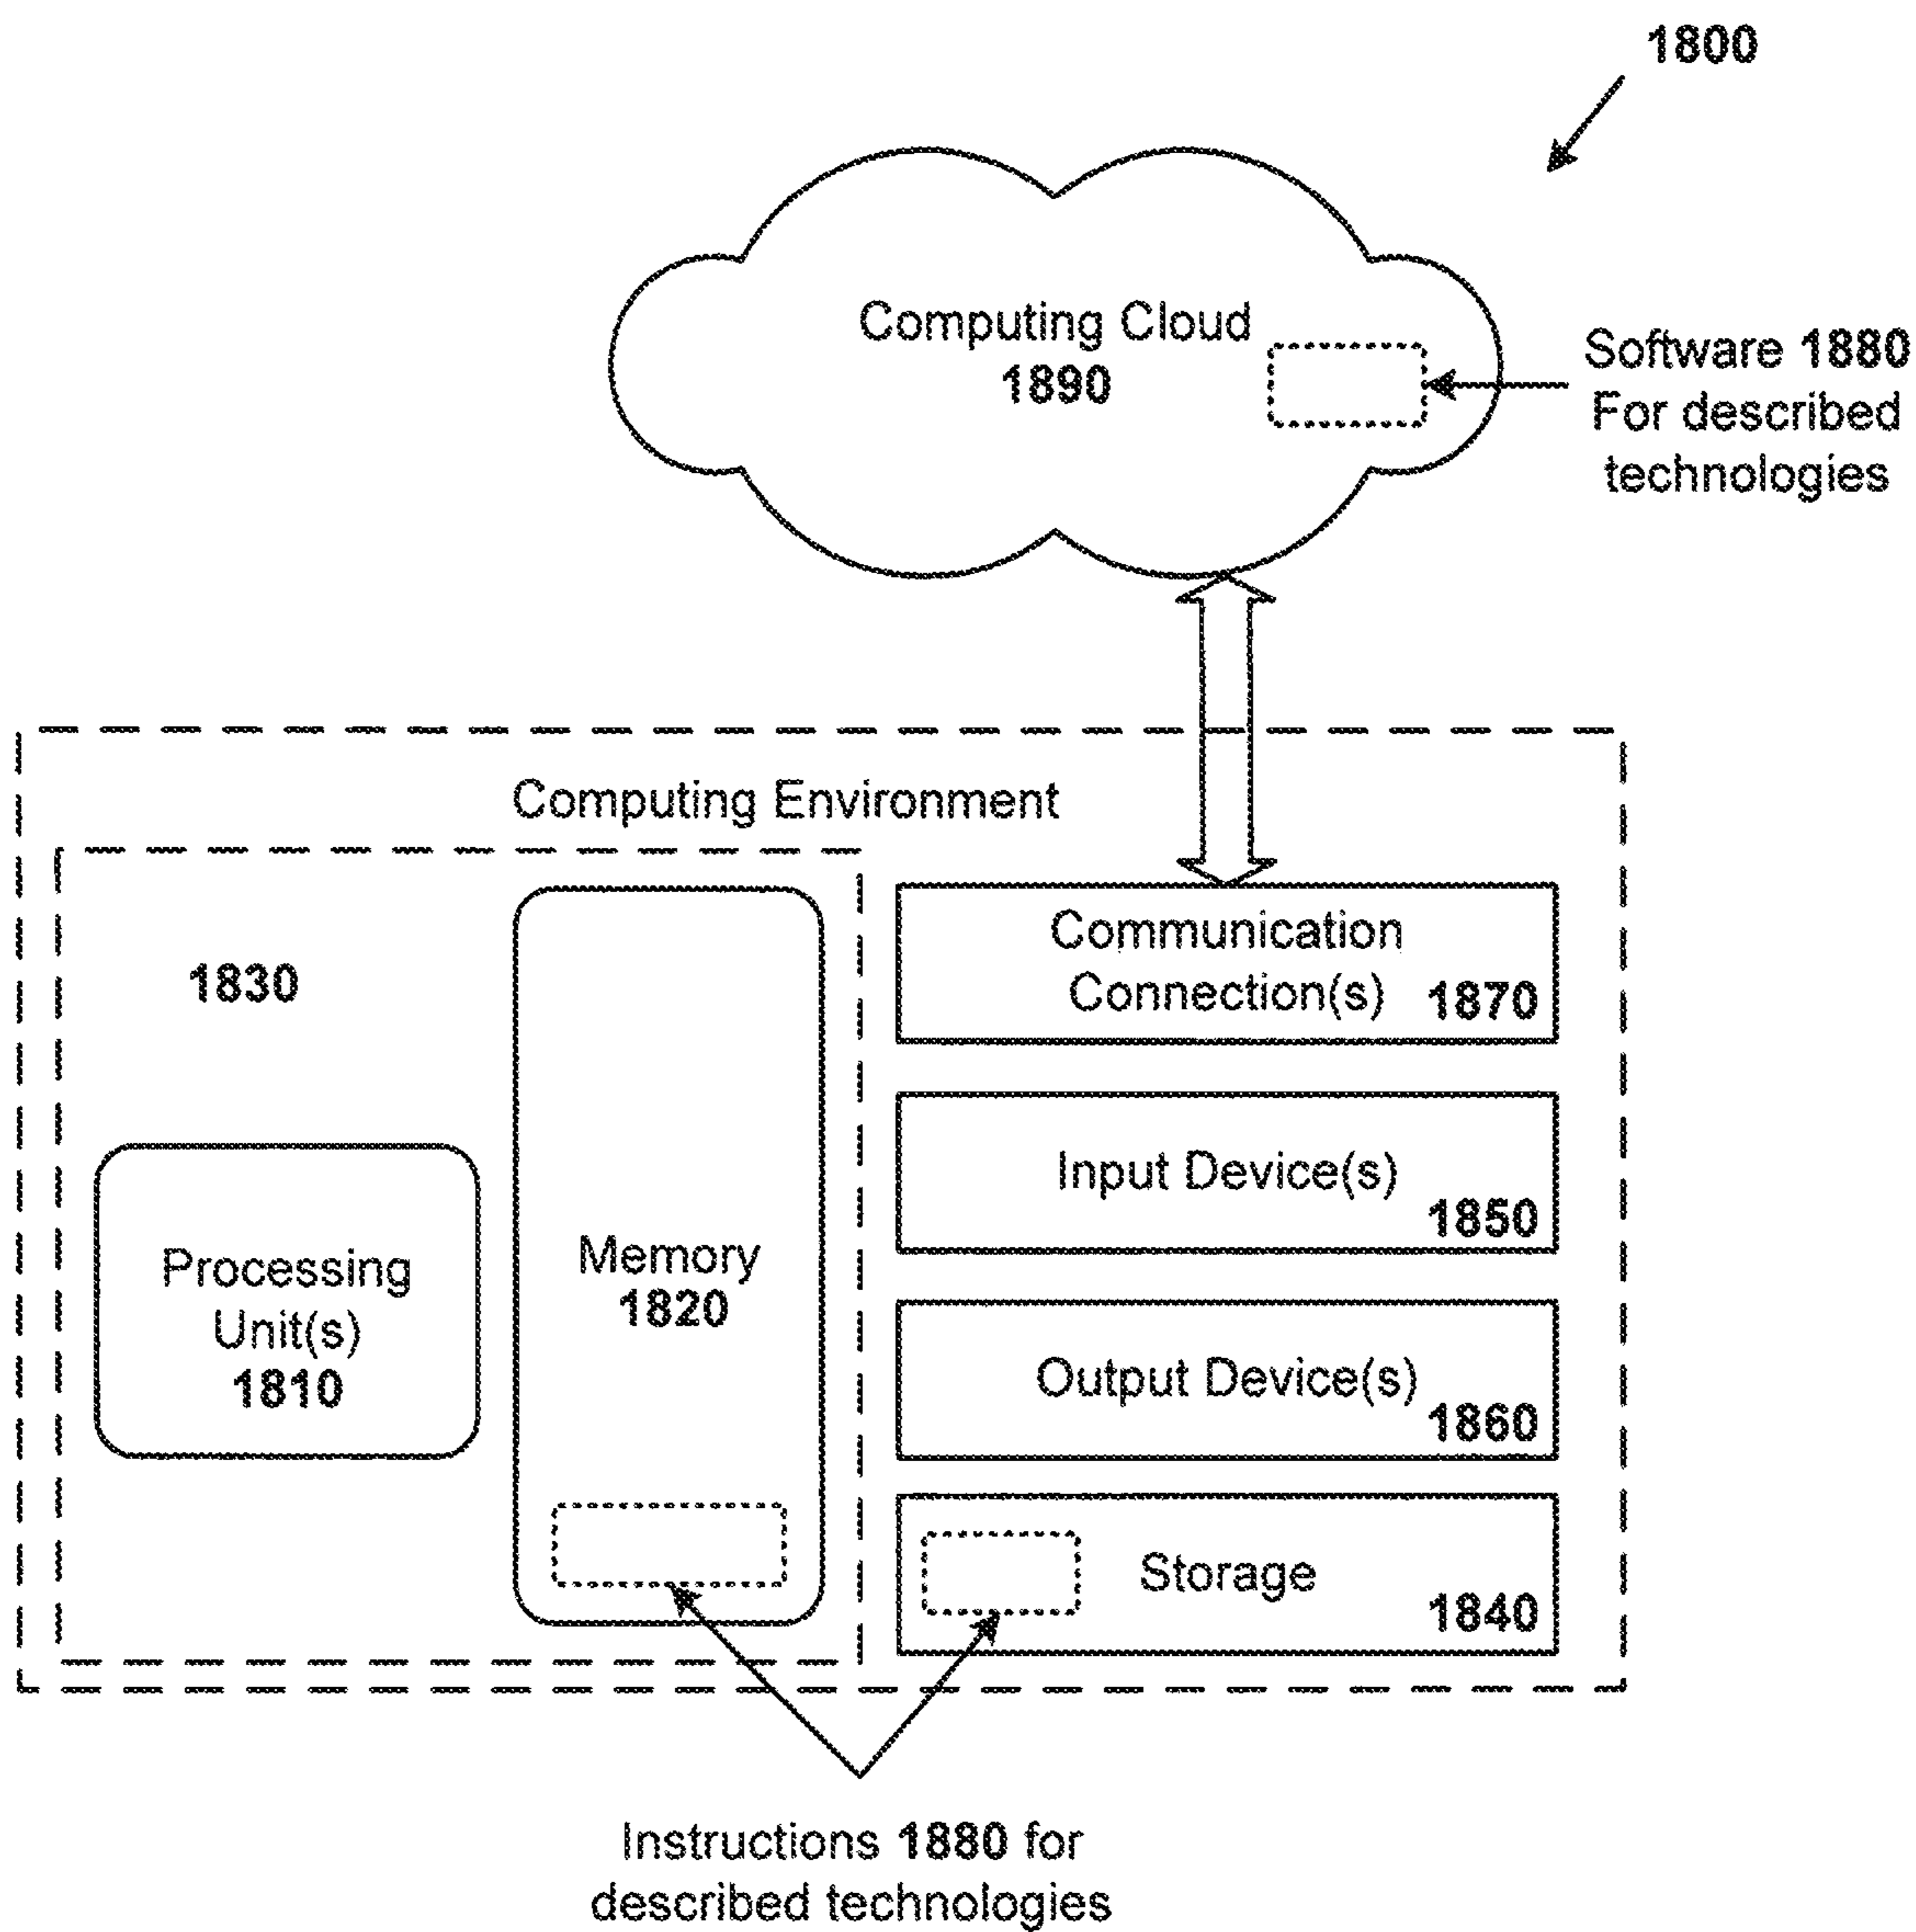 1800
Computing Cloud
1890
Software 1880
For described
technologies
Computing Environment
1830
Processing
Unit(s)
1810
Memory
1820
Communication
Connection(s) 1870
Input Device(s)
1850
Output Device(s)
1860
Storage
1840
Instructions 1880 for
described technologies